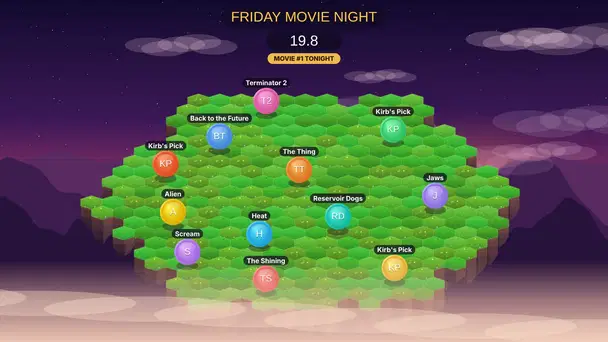 FRIDAY MOVIE NIGHT
19.8
MOVIE #1 TONIGHT
Terminator 2
T2
Kirb's Pick
KP
Back to the Future
BT
Kirb's Pick
KP
The Thing
TT
Jaws
J
Alien
A
Reservoir Dogs
RD
Heat
H
Scream
S
Kirb's Pick
KP
The Shining
TS